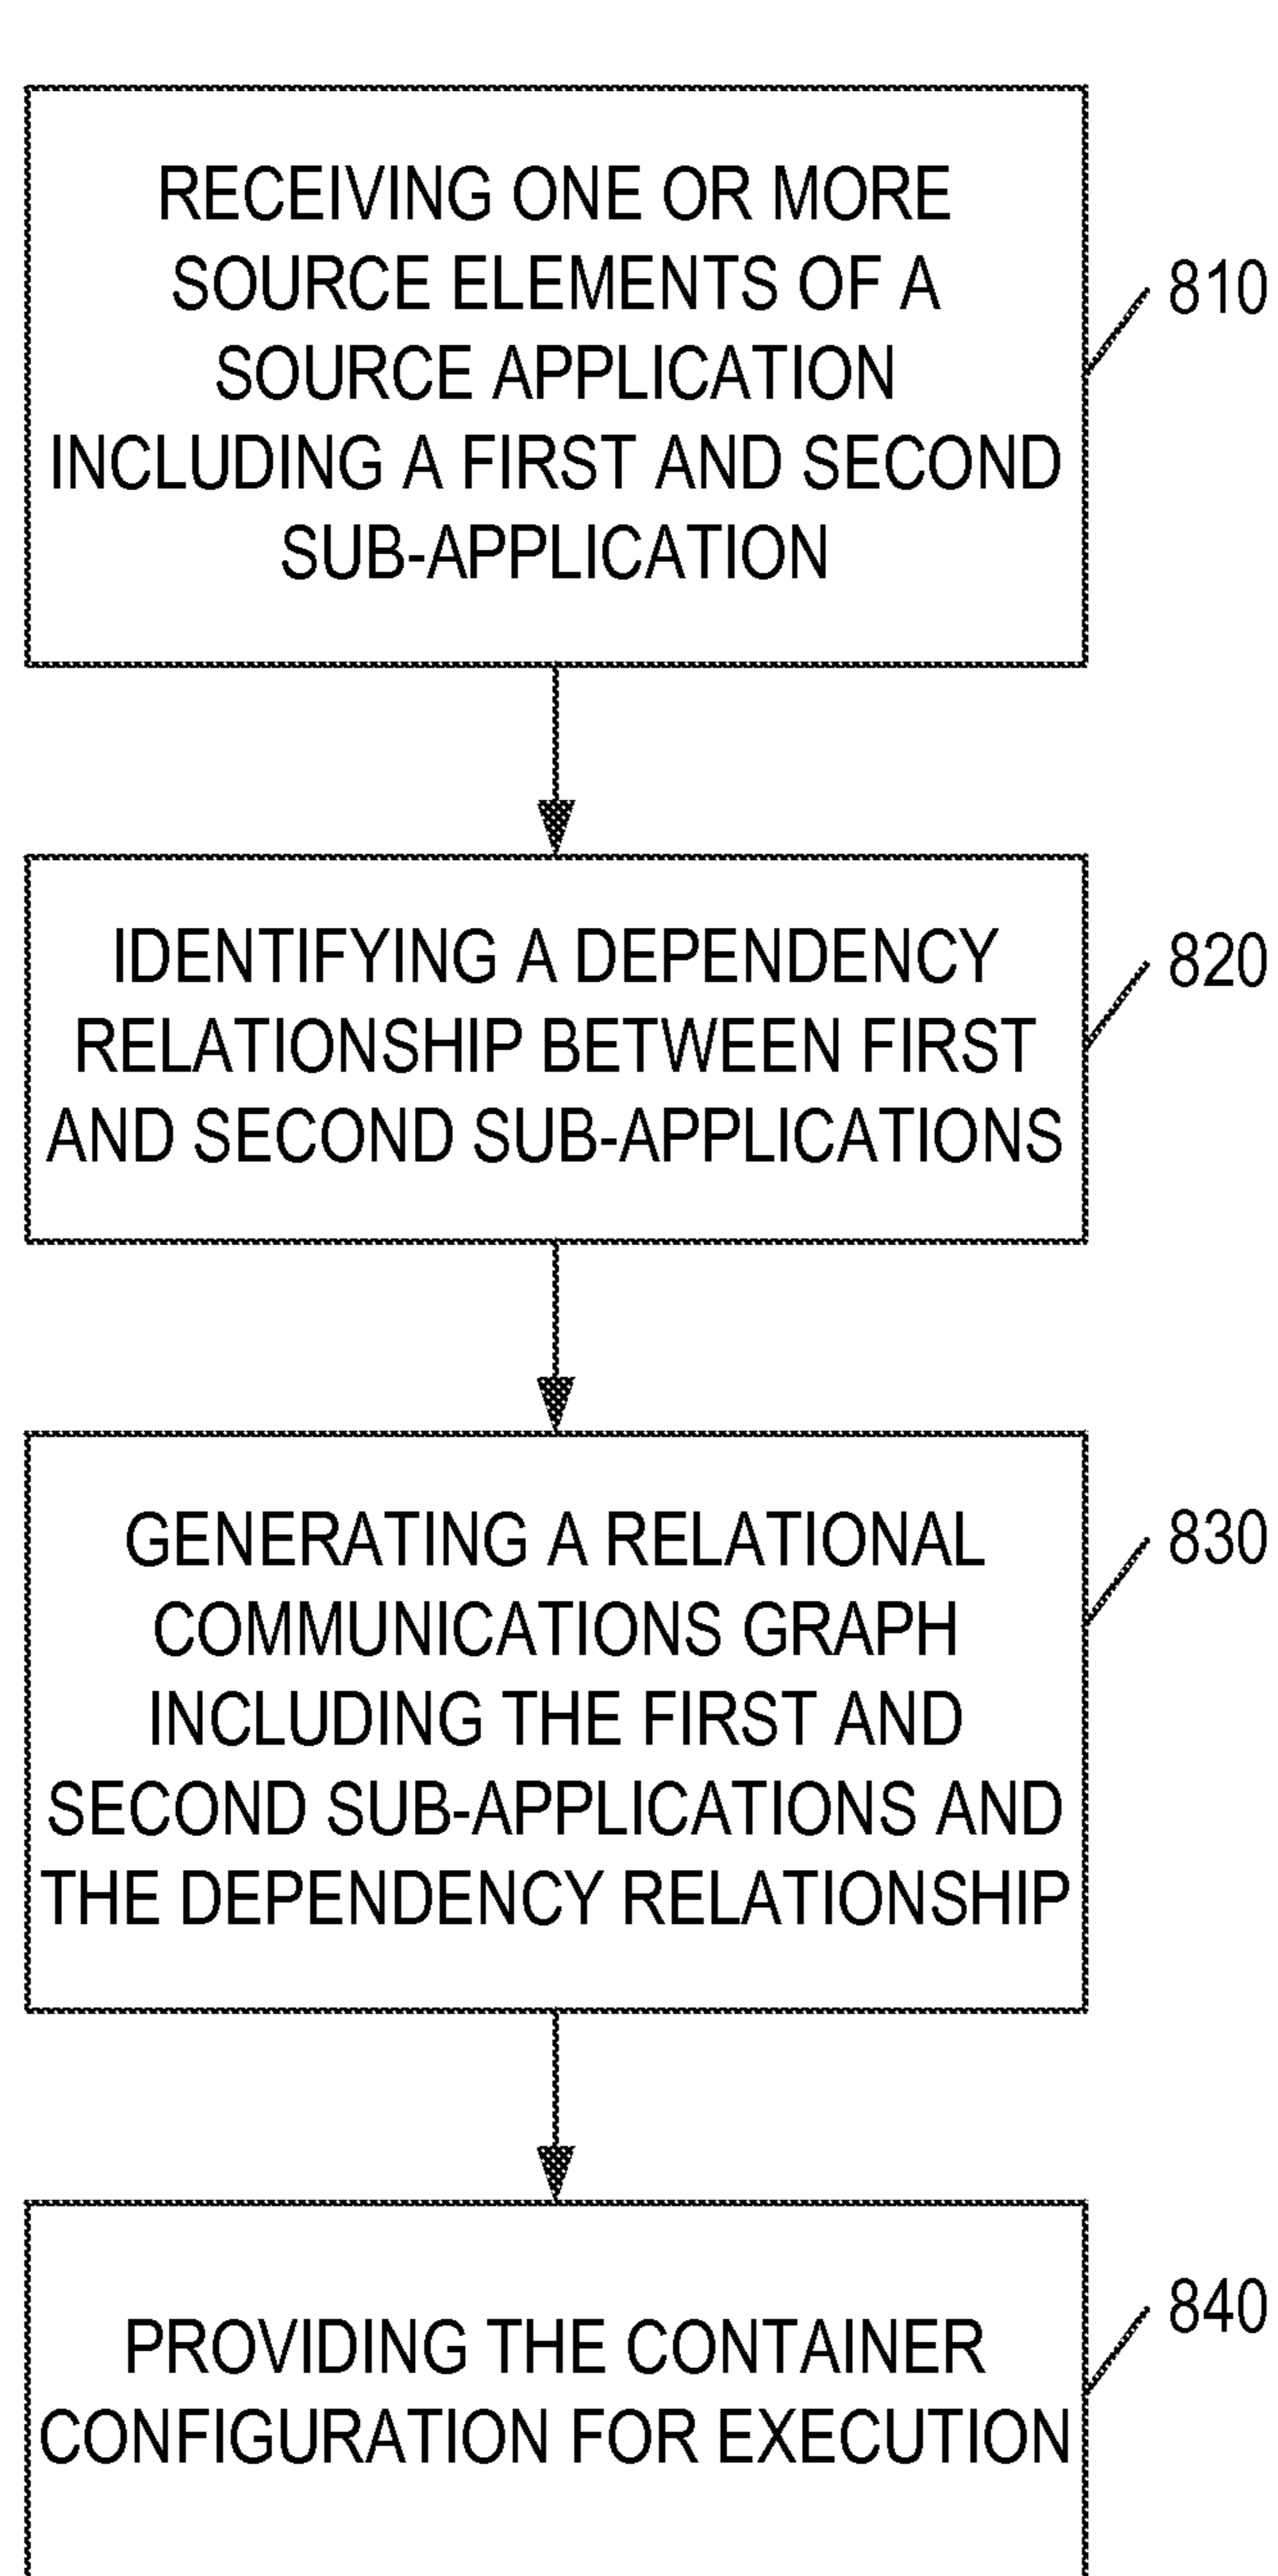 RECEIVING ONE OR MORE
SOURCE ELEMENTS OF A
SOURCE APPLICATION
INCLUDING A FIRST AND SECOND
SUB-APPLICATION
810
IDENTIFYING A DEPENDENCY
RELATIONSHIP BETWEEN FIRST
AND SECOND SUB-APPLICATIONS
820
GENERATING A RELATIONAL
COMMUNICATIONS GRAPH
INCLUDING THE FIRST AND
SECOND SUB-APPLICATIONS AND
THE DEPENDENCY RELATIONSHIP
830
PROVIDING THE CONTAINER
CONFIGURATION FOR EXECUTION
840